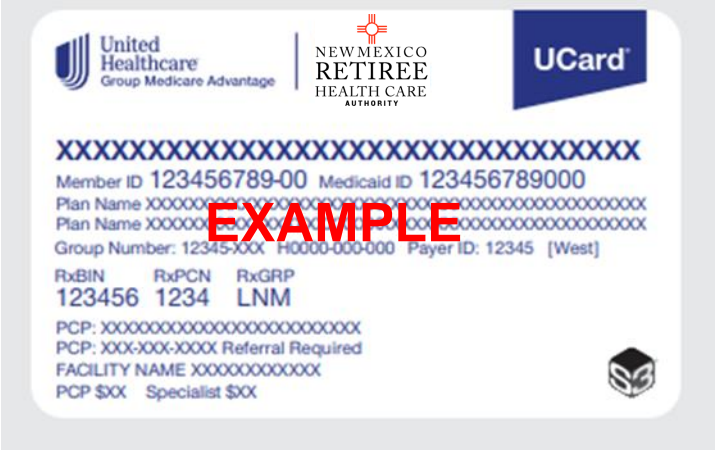 United
Healthcare®
Group Medicare Advantage
NEW MEXICO
RETIREE
HEALTH CARE
AUTHORITY
UCard®
XXXXXXXXXXXXXXXXXXXXXXXXXXXXXXXX
Member ID 123456789-00 Medicaid ID 123456789000
Plan Name XXXXXXXXXXXXXXXXXXXXXXXXXXXXXXXXXXXXXXXXXXXXX
Plan Name XXXXXXXXXXXXXXXXXXXXXXXXXXXXXXXXXXXXXXXXXXXXX
EXAMPLE
Group Number: 12345-XXX H0000-000-000 Payer ID: 12345 [West]
RxBIN RxPCN RxGRP
123456 1234 LNM
PCP: XXXXXXXXXXXXXXXXXXXXXXXX
PCP: XXX-XXX-XXXX Referral Required
FACILITY NAME XXXXXXXXXXXX
PCP $XX Specialist $XX
S3